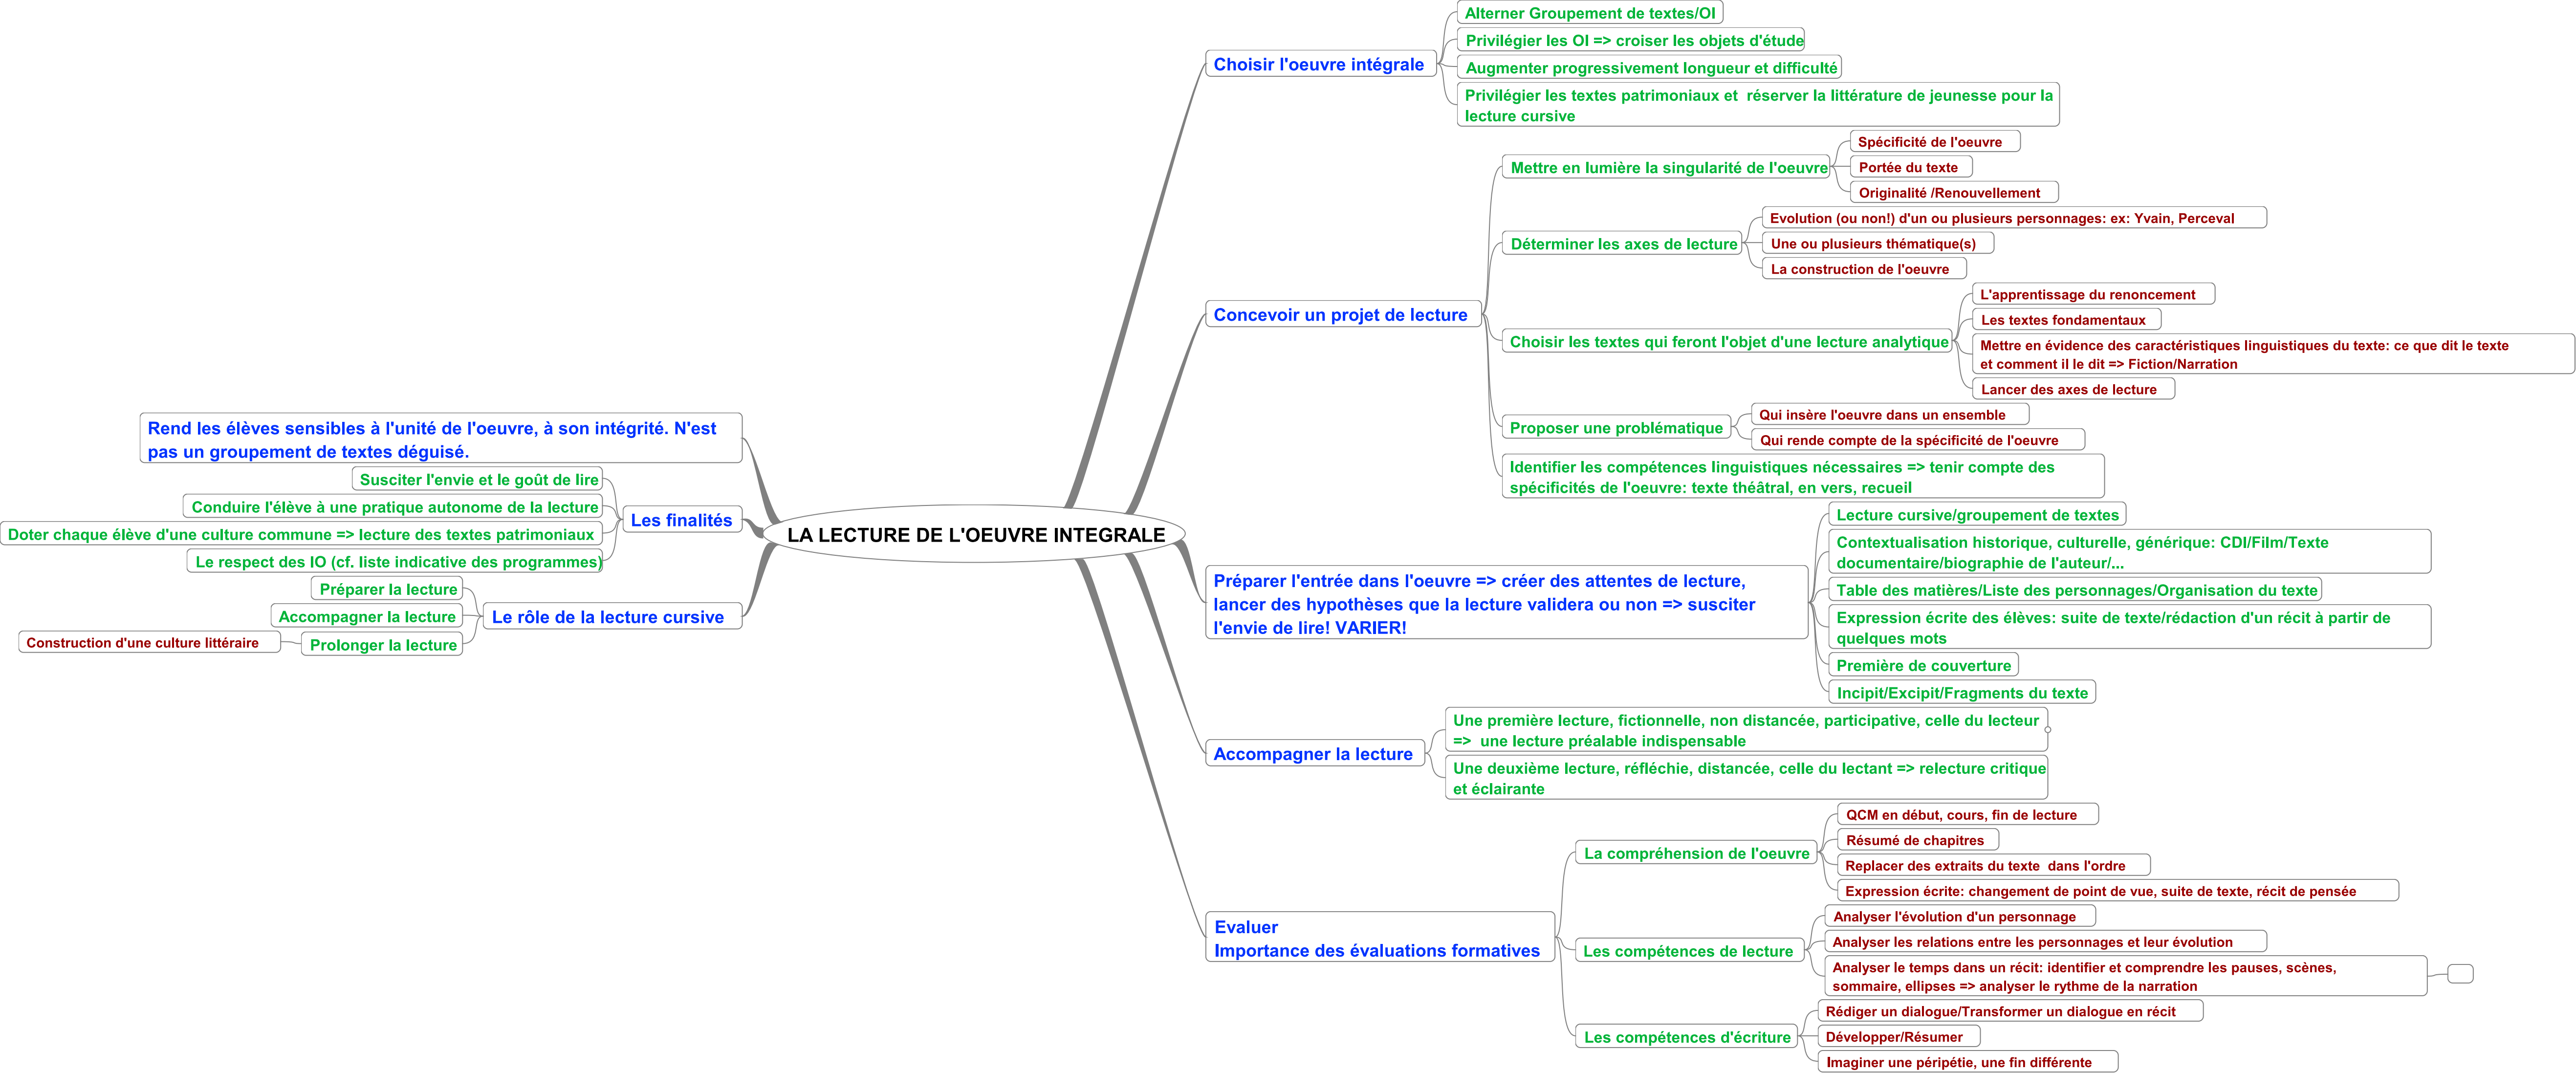 LA LECTURE DE L'OEUVRE INTEGRALE
Choisir l'oeuvre intégrale
Alterner Groupement de textes/OI
Privilégier les OI => croiser les objets d'étude
Augmenter progressivement longueur et difficulté
Privilégier les textes patrimoniaux et  réserver la littérature de jeunesse pour la
lecture cursive
Concevoir un projet de lecture
Mettre en lumière la singularité de l'oeuvre
Spécificité de l'oeuvre
Portée du texte
Originalité /Renouvellement
Déterminer les axes de lecture
Evolution (ou non!) d'un ou plusieurs personnages: ex: Yvain, Perceval
Une ou plusieurs thématique(s)
La construction de l'oeuvre
Choisir les textes qui feront l'objet d'une lecture analytique
L'apprentissage du renoncement
Les textes fondamentaux
Mettre en évidence des caractéristiques linguistiques du texte: ce que dit le texte
et comment il le dit => Fiction/Narration
Lancer des axes de lecture
Proposer une problématique
Qui insère l'oeuvre dans un ensemble
Qui rende compte de la spécificité de l'oeuvre
Identifier les compétences linguistiques nécessaires => tenir compte des
spécificités de l'oeuvre: texte théâtral, en vers, recueil
Préparer l'entrée dans l'oeuvre => créer des attentes de lecture,
lancer des hypothèses que la lecture validera ou non => susciter
l'envie de lire! VARIER!
Lecture cursive/groupement de textes
Contextualisation historique, culturelle, générique: CDI/Film/Texte
documentaire/biographie de l'auteur/...
Table des matières/Liste des personnages/Organisation du texte
Expression écrite des élèves: suite de texte/rédaction d'un récit à partir de
quelques mots
Première de couverture
Incipit/Excipit/Fragments du texte
Accompagner la lecture
Une première lecture, fictionnelle, non distancée, participative, celle du lecteur
=>  une lecture préalable indispensable
Une deuxième lecture, réfléchie, distancée, celle du lectant => relecture critique
et éclairante
Evaluer
Importance des évaluations formatives
La compréhension de l'oeuvre
QCM en début, cours, fin de lecture
Résumé de chapitres
Replacer des extraits du texte  dans l'ordre
Expression écrite: changement de point de vue, suite de texte, récit de pensée
Les compétences de lecture
Analyser l'évolution d'un personnage
Analyser les relations entre les personnages et leur évolution
Analyser le temps dans un récit: identifier et comprendre les pauses, scènes,
sommaire, ellipses => analyser le rythme de la narration
Les compétences d'écriture
Rédiger un dialogue/Transformer un dialogue en récit
Développer/Résumer
Imaginer une péripétie, une fin différente
Rend les élèves sensibles à l'unité de l'oeuvre, à son intégrité. N'est
pas un groupement de textes déguisé.
Les finalités
Susciter l'envie et le goût de lire
Conduire l'élève à une pratique autonome de la lecture
Doter chaque élève d'une culture commune => lecture des textes patrimoniaux
Le respect des IO (cf. liste indicative des programmes)
Le rôle de la lecture cursive
Préparer la lecture
Accompagner la lecture
Prolonger la lecture
Construction d'une culture littéraire